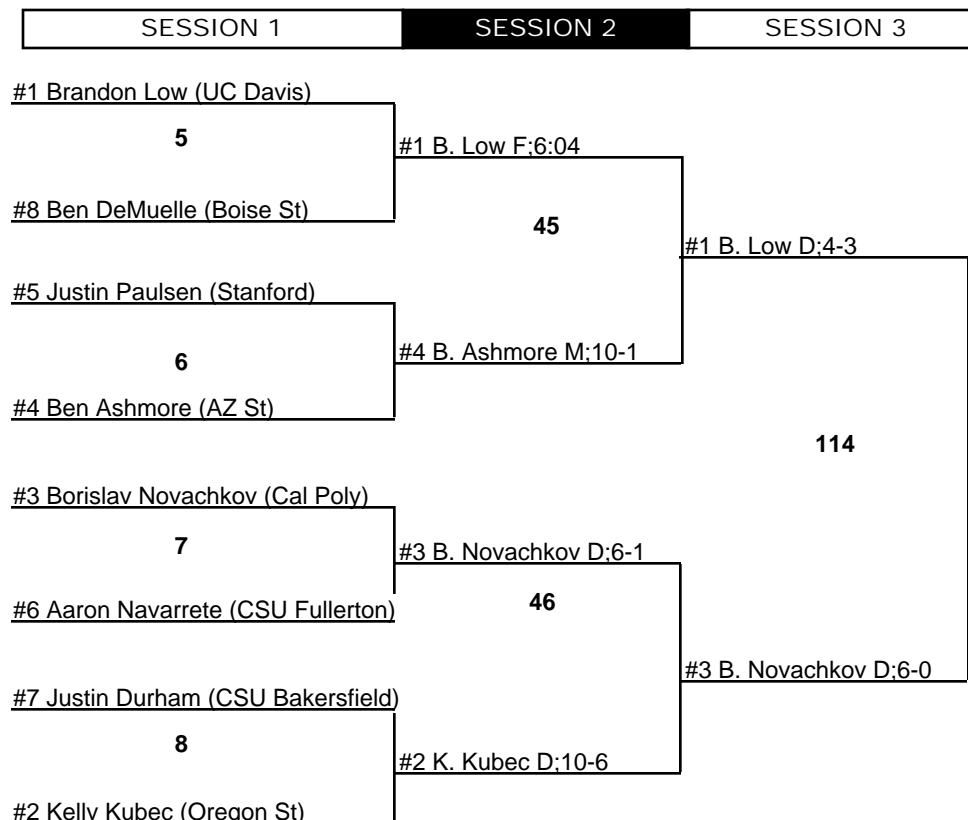 SESSION 1 SESSION 2 SESSION 3
#1 Brandon Low (UC Davis)
5
#1 B. Low F;6:04
#8 Ben DeMuelle (Boise St)
45
#1 B. Low D;4-3
#5 Justin Paulsen (Stanford)
6
#4 B. Ashmore M;10-1
#4 Ben Ashmore (AZ St)
114
#3 Borislav Novachkov (Cal Poly)
7
#3 B. Novachkov D;6-1
#6 Aaron Navarrete (CSU Fullerton)
46
#3 B. Novachkov D;6-0
#7 Justin Durham (CSU Bakersfield)
8
#2 K. Kubec D;10-6
#2 Kelly Kubec (Oregon St)